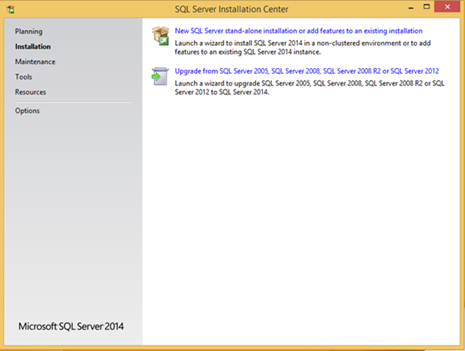 SQL Server Installation Center
Planning
Installation
Maintenance
Tools
Resources
Options
New SQL Server stand-alone installation or add features to an existing installation
Launch a wizard to install SQL Server 2014 in a non-clustered environment or to add
features to an existing SQL Server 2014 instance.
Upgrade from SQL Server 2005, SQL Server 2008, SQL Server 2008 R2 or SQL Server 2012
Launch a wizard to upgrade SQL Server 2005, SQL Server 2008, SQL Server 2008 R2 or SQL
Server 2012 to SQL Server 2014.
Microsoft SQL Server 2014